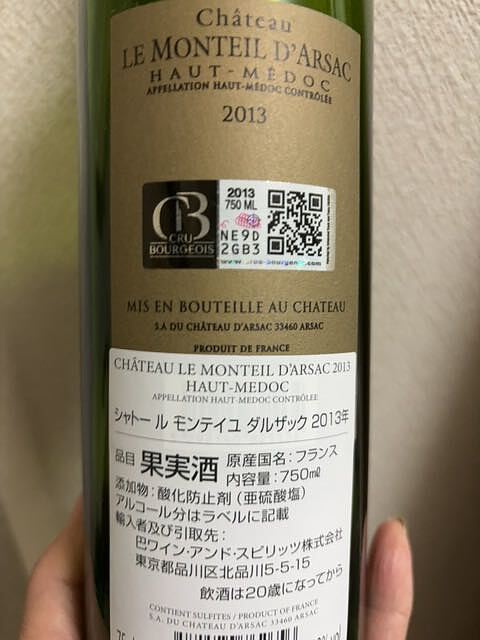 Château
LE MONTEIL D'ARSAC
HAUT-MÉDOC
APPELLATION HAUT-MÉDOC CONTRÔLÉE
2013
CB
CRU
BOURGEOIS
2013
750 ML
NE9D
2GB3
MIS EN BOUTEILLE AU CHATEAU
S.A DU CHÂTEAU D'ARSAC 33460 ARSAC
PRODUIT DE FRANCE
CHÂTEAU LE MONTEIL D'ARSAC 2013
HAUT-MEDOC
APPELLATION HAUT-MEDOC CONTRÔLÉE
シャトー ル モンテイユ ダルザック 2013年
品目 果実酒 原産国名：フランス
内容量：750mℓ
添加物：酸化防止剤（亜硫酸塩）
アルコール分はラベルに記載
輸入者及び引取先：
巴ワイン・アンド・スピリッツ株式会社
東京都品川区北品川5-5-15
飲酒は20歳になってから
CONTIENT SULFITES / PRODUCT OF FRANCE
S.A. DU CHATEAU D'ARSAC 33460 ARSAC